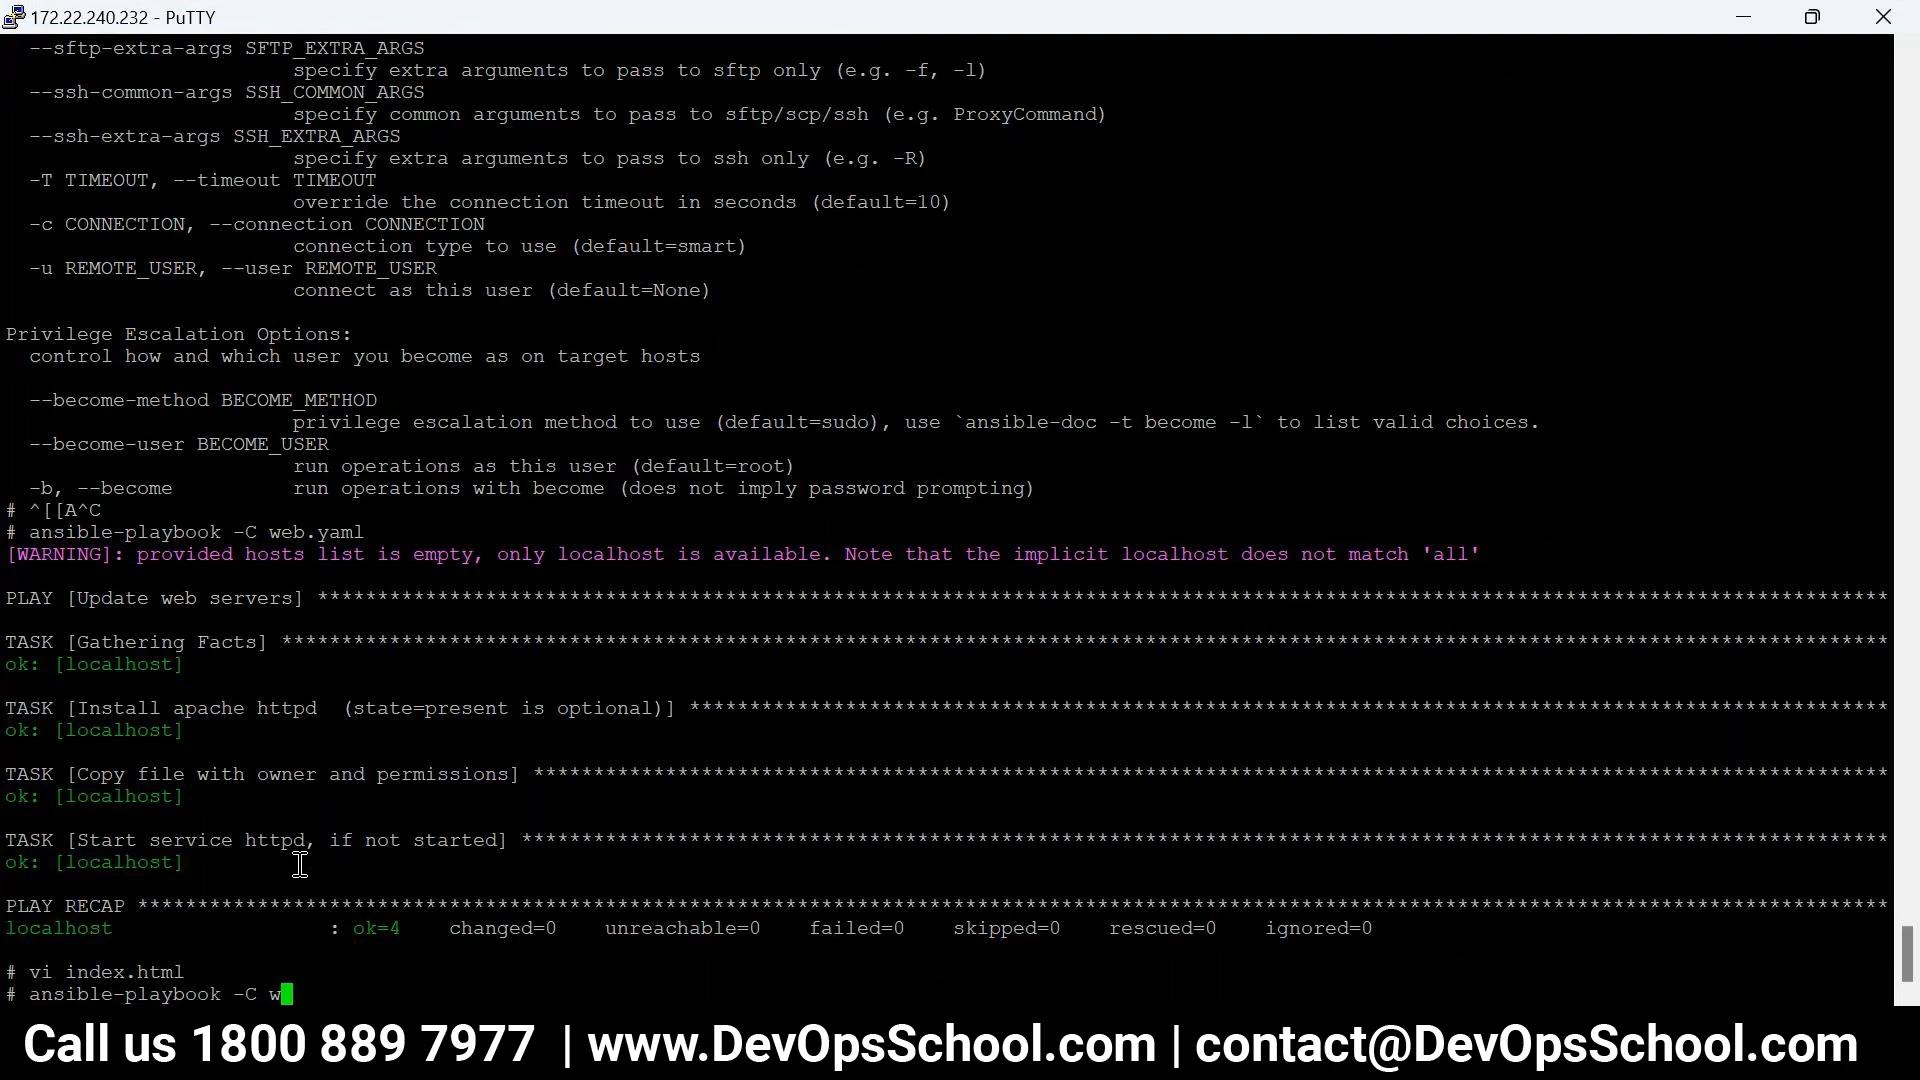 172.22.240.232 - PuTTY
--sftp-extra-args SFTP_EXTRA_ARGS
specify extra arguments to pass to sftp only (e.g. -f, -l)
--ssh-common-args SSH_COMMON_ARGS
specify common arguments to pass to sftp/scp/ssh (e.g. ProxyCommand)
--ssh-extra-args SSH_EXTRA_ARGS
specify extra arguments to pass to ssh only (e.g. -R)
-T TIMEOUT, --timeout TIMEOUT
override the connection timeout in seconds (default=10)
-c CONNECTION, --connection CONNECTION
connection type to use (default=smart)
-u REMOTE_USER, --user REMOTE_USER
connect as this user (default=None)
Privilege Escalation Options:
control how and which user you become as on target hosts
--become-method BECOME_METHOD
privilege escalation method to use (default=sudo), use `ansible-doc -t become -l` to list valid choices.
--become-user BECOME_USER
run operations as this user (default=root)
-b, --become run operations with become (does not imply password prompting)
# ^[[A^C
# ansible-playbook -C web.yaml
[WARNING]: provided hosts list is empty, only localhost is available. Note that the implicit localhost does not match 'all'
PLAY [Update web servers] ***********************************************************************************************************************************
TASK [Gathering Facts] **************************************************************************************************************************************
ok: [localhost]
TASK [Install apache httpd  (state=present is optional)] ****************************************************************************************************
ok: [localhost]
TASK [Copy file with owner and permissions] *****************************************************************************************************************
ok: [localhost]
TASK [Start service httpd, if not started] ******************************************************************************************************************
ok: [localhost]
PLAY RECAP **************************************************************************************************************************************************
localhost : ok=4 changed=0 unreachable=0 failed=0 skipped=0 rescued=0 ignored=0
# vi index.html
# ansible-playbook -C w
Call us 1800 889 7977 | www.DevOpsSchool.com | contact@DevOpsSchool.com